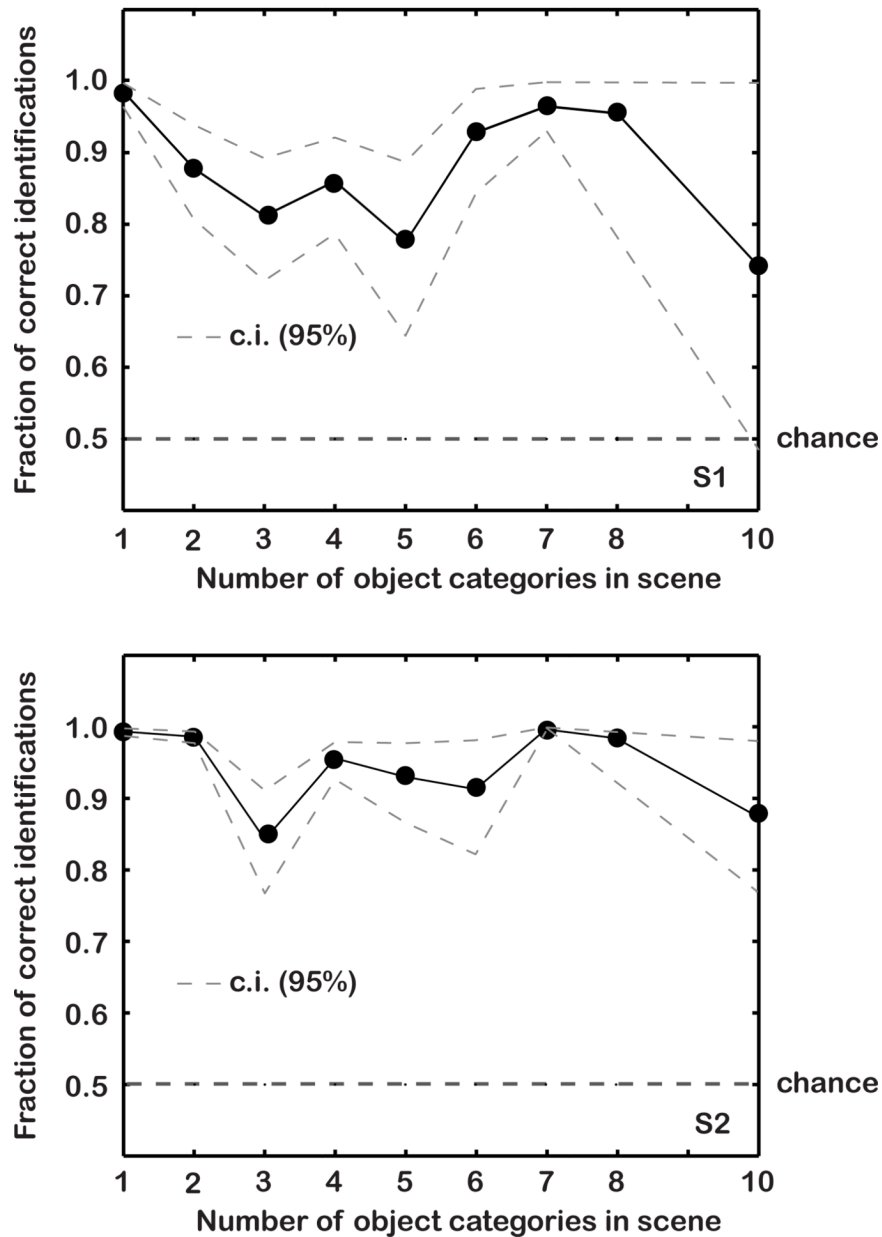 Fraction of correct identifications
1.0
0.9
0.8
0.7
0.6
0.5
c.i. (95%)
chance
S1
1 2 3 4 5 6 7 8 10
Number of object categories in scene
Fraction of correct identifications
1.0
0.9
0.8
0.7
0.6
0.5
c.i. (95%)
chance
S2
1 2 3 4 5 6 7 8 10
Number of object categories in scene